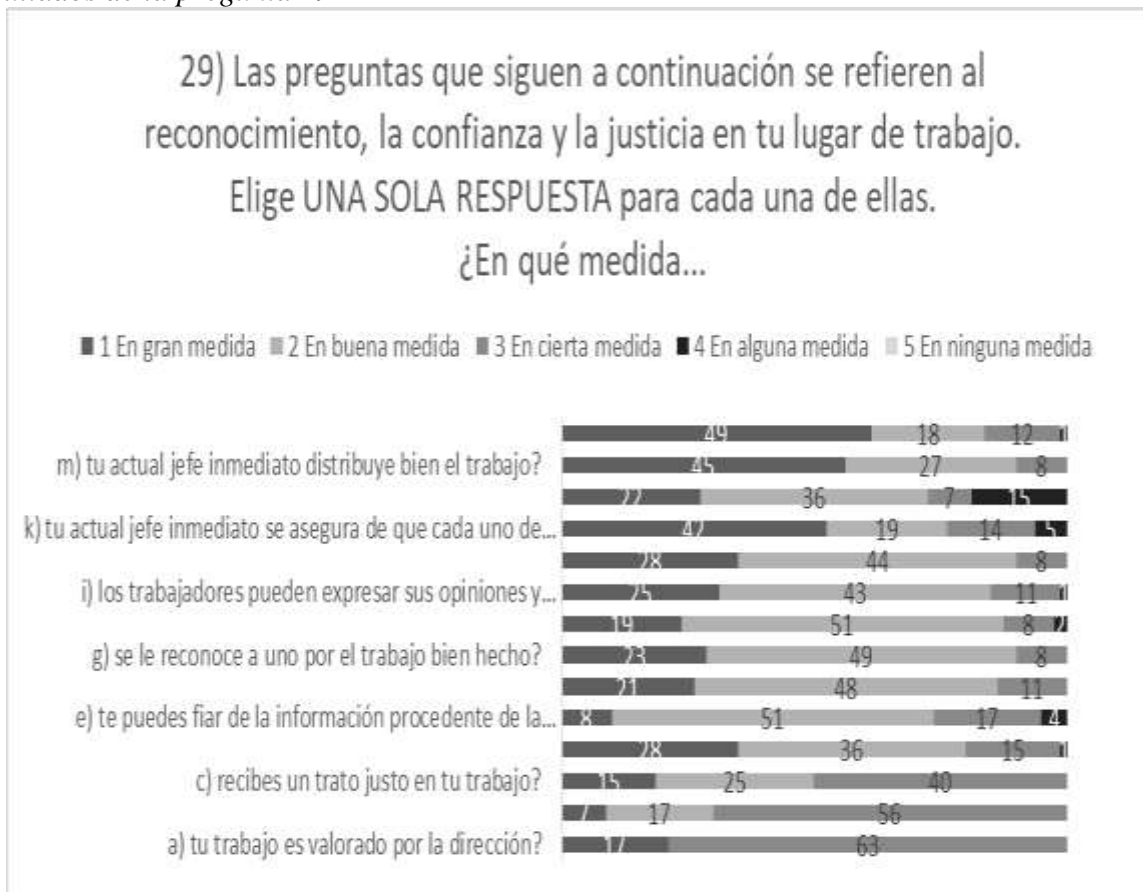 29) Las preguntas que siguen a continuación se refieren al
reconocimiento, la confianza y la justicia en tu lugar de trabajo.
Elige UNA SOLA RESPUESTA para cada una de ellas.
¿En qué medida...
1 En gran medida 2 En buena medida 3 En cierta medida 4 En alguna medida 5 En ninguna medida
49 18 12 1
m) tu actual jefe inmediato distribuye bien el trabajo? 45 27 8
22 36 7 15
k) tu actual jefe inmediato se asegura de que cada uno de... 42 19 14 5
28 44 8
i) los trabajadores pueden expresar sus opiniones y... 25 43 11 1
19 51 8 2
g) se le reconoce a uno por el trabajo bien hecho? 23 49 8
21 48 11
e) te puedes fiar de la información procedente de la... 8 51 17 4
28 36 15 1
c) recibes un trato justo en tu trabajo? 15 25 40
7 17 56
a) tu trabajo es valorado por la dirección? 17 63